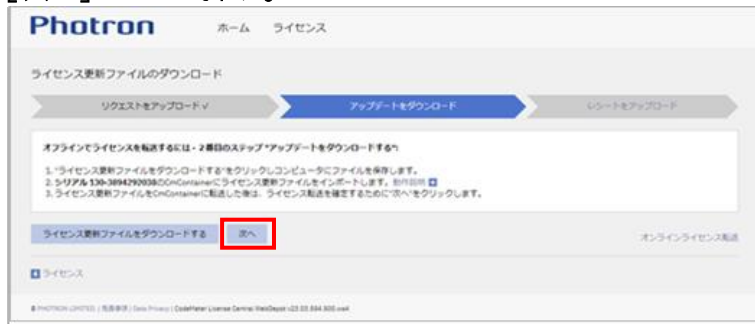 Photron ホーム ライセンス
ライセンス更新ファイルのダウンロード
リクエストをアップロード ✓ アップデートをダウンロード レシートをアップロード
オフラインでライセンスを転送するには - 2番目のステップ "アップデートをダウンロードする":
1. "ライセンス更新ファイルをダウンロードする"をクリックしコンピュータにファイルを保存します。
2. シリアル 130-3894292038のCmContainerにライセンス更新ファイルをインポートします。
3. ライセンス更新ファイルをCmContainerに転送した後は、ライセンス転送を確定するために"次へ"をクリックします。
ライセンス更新ファイルをダウンロードする 次へ オンラインライセンス転送
ライセンス
PHOTRON LIMITED | 免責事項 | Data Privacy | CodeMeter License Central WebDepot